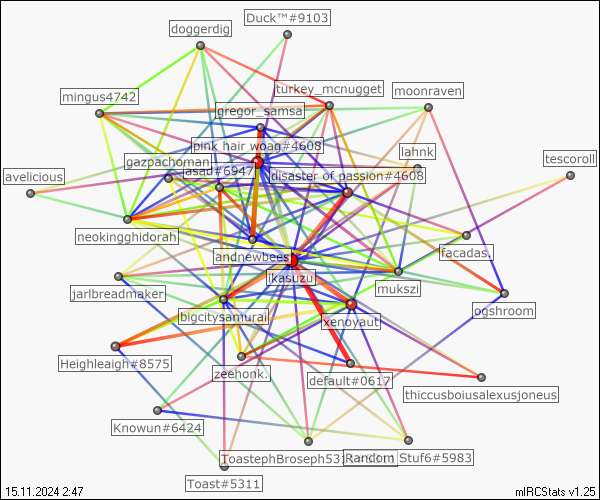 Duck™#9103
doggerdig
turkey_mcnugget
moonraven
mingus4742
gregor_samsa
pink hair woag#4608
lahnk
gazpachoman
tescoroll
asad#6947
disaster of passion#4608
avelicious
neokingghidorah
facadas.
andnewbees
ikasuzu
mukszi
jarlbreadmaker
ogshroom
bigcitysamurai
xenoyaut
Heighleaigh#8575
zeehonk.
default#0617
thiccusboiusalexusjoneus
Knowun#6424
ToastephBroseph531
Random Stuf6#5983
Toast#5311
15.11.2024 2:47
mIRCStats v1.25